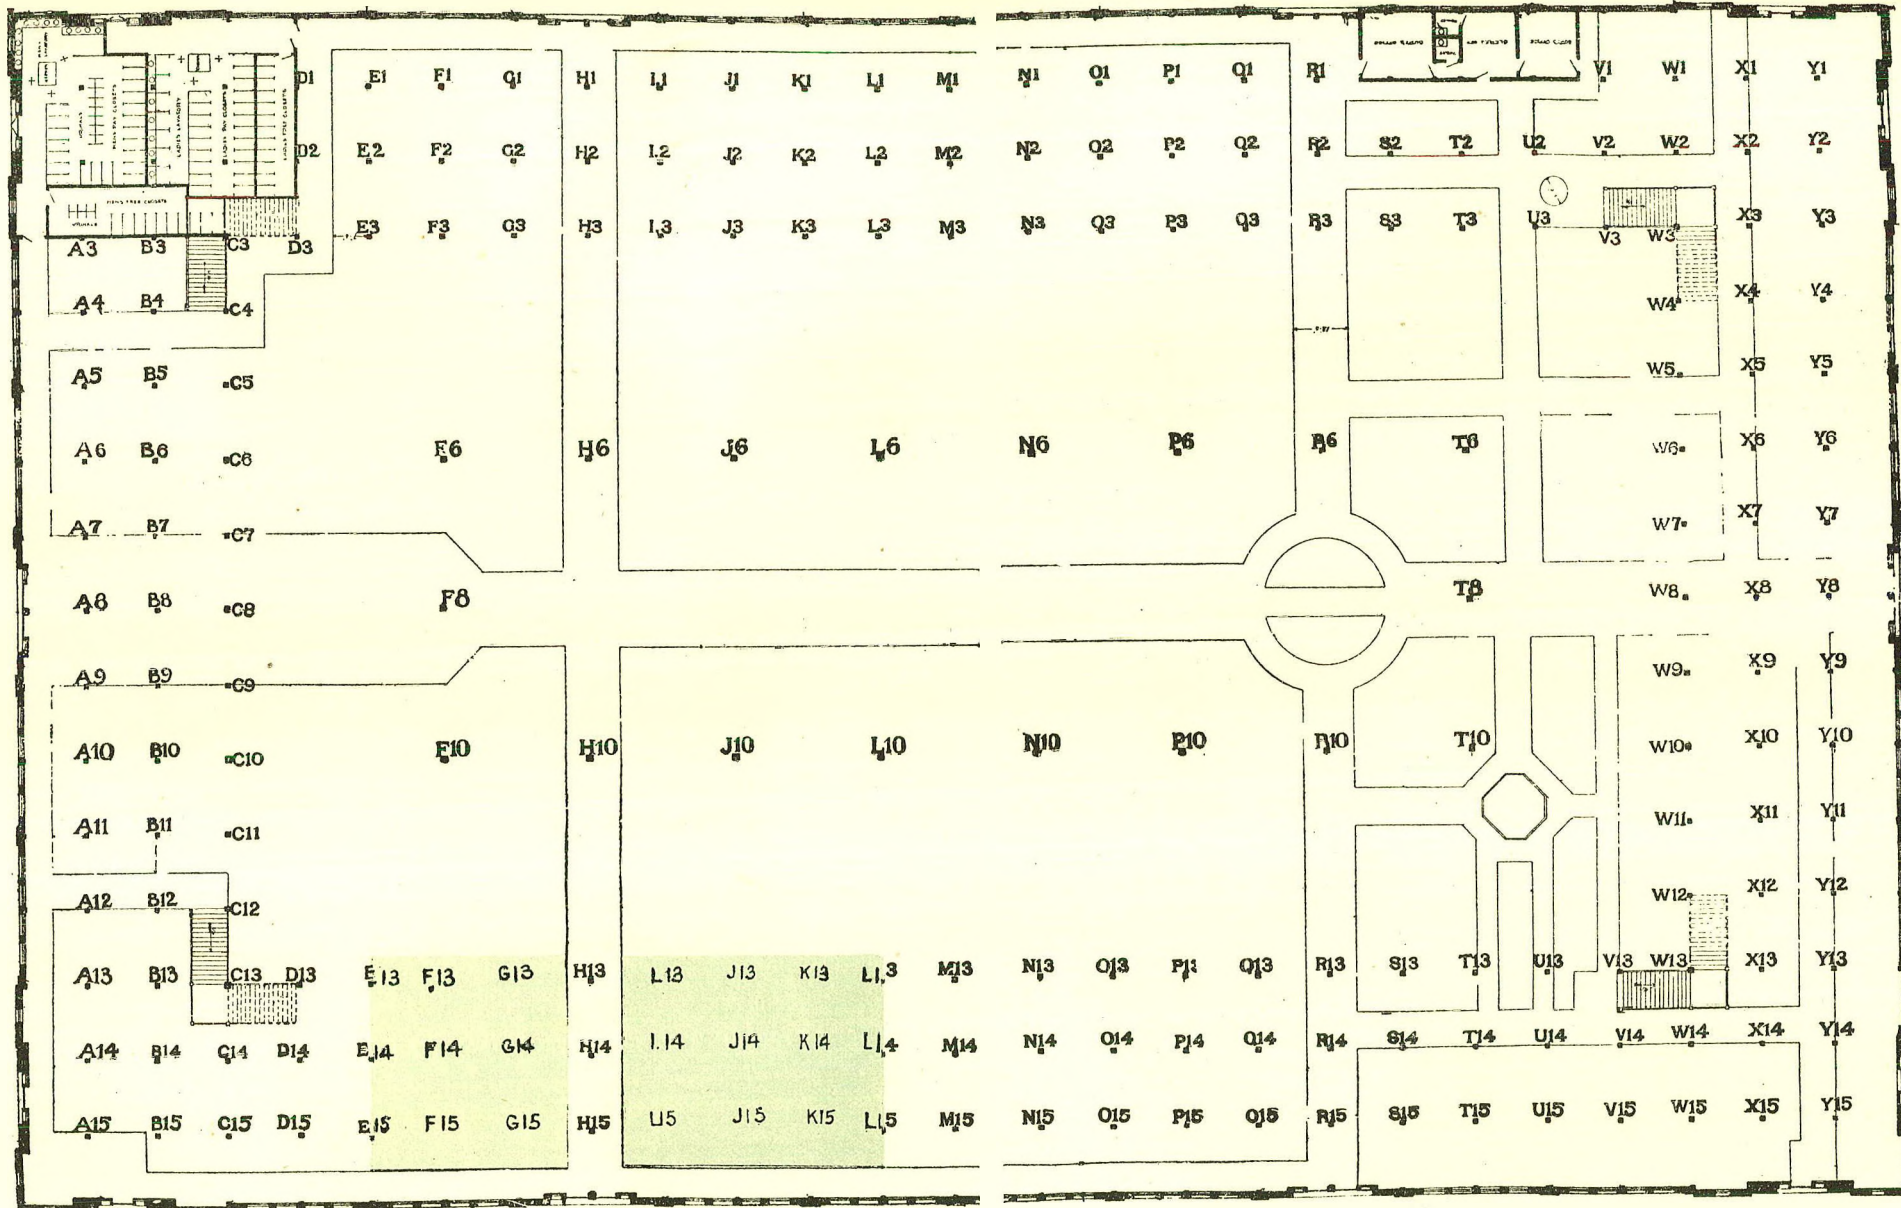 D1 E1 F1 G1 H1 I.1 J1 K1 L1 M1 N1 O1 P1 Q1 R1 V1 W1 X1 Y1
D2 E2 F2 G2 H2 I.2 J2 K2 L2 M2 N2 O2 P2 Q2 R2 S2 T2 U2 V2 W2 X2 Y2
MENS FREE CLOSETS
A3 B3 C3 D3 E3 F3 G3 H3 I.3 J3 K3 L3 M3 N3 O3 P3 Q3 R3 S3 T3 U3 V3 W3 X3 Y3
A4 B4 C4 W4 X4 Y4
A5 B5 C5 W5 X5 Y5
A6 B6 C6 F6 H6 J6 L6 N6 P6 R6 T6 W6 X6 Y6
A7 B7 C7 W7 X7 Y7
A8 B8 C8 F8 T8 W8 X8 Y8
A9 B9 C9 W9 X9 Y9
A10 B10 C10 F10 H10 J10 L10 N10 P10 R10 T10 W10 X10 Y10
A11 B11 C11 W11 X11 Y11
A12 B12 C12 W12 X12 Y12
A13 B13 C13 D13 E13 F13 G13 H13 I.13 J13 K13 L13 M13 N13 O13 P13 Q13 R13 S13 T13 U13 V13 W13 X13 Y13
A14 B14 C14 D14 E14 F14 G14 H14 I.14 J14 K14 L14 M14 N14 O14 P14 Q14 R14 S14 T14 U14 V14 W14 X14 Y14
A15 B15 C15 D15 E15 F15 G15 H15 I15 J15 K15 L15 M15 N15 O15 P15 Q15 R15 S15 T15 U15 V15 W15 X15 Y15